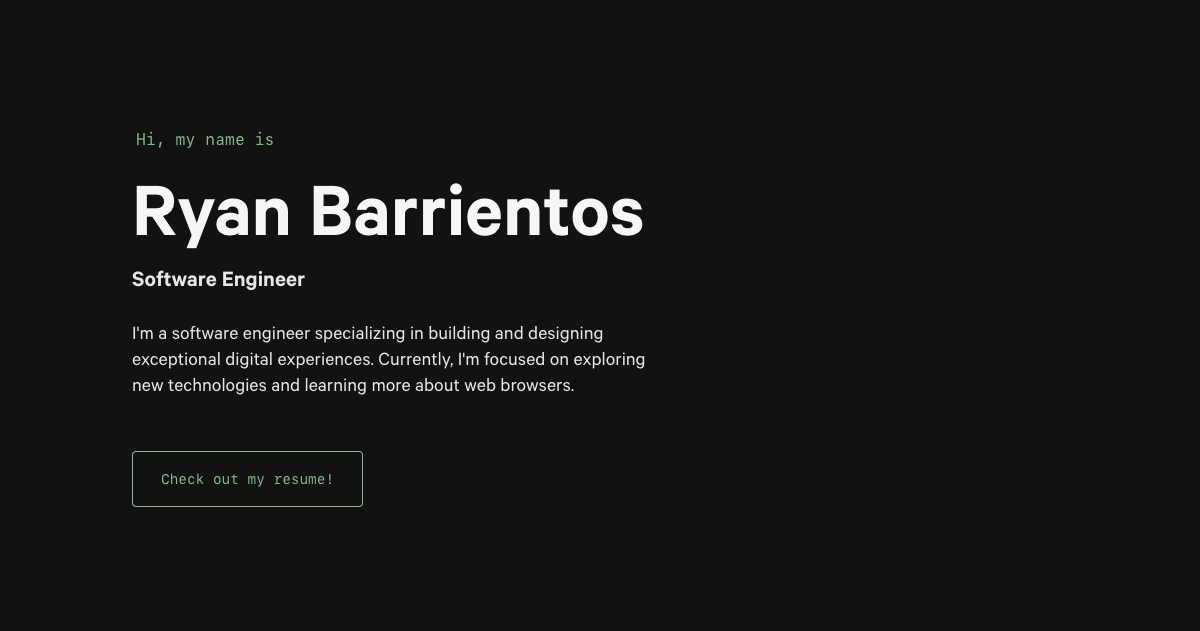 Hi, my name is
Ryan Barrientos
Software Engineer
I'm a software engineer specializing in building and designing
exceptional digital experiences. Currently, I'm focused on exploring
new technologies and learning more about web browsers.
Check out my resume!